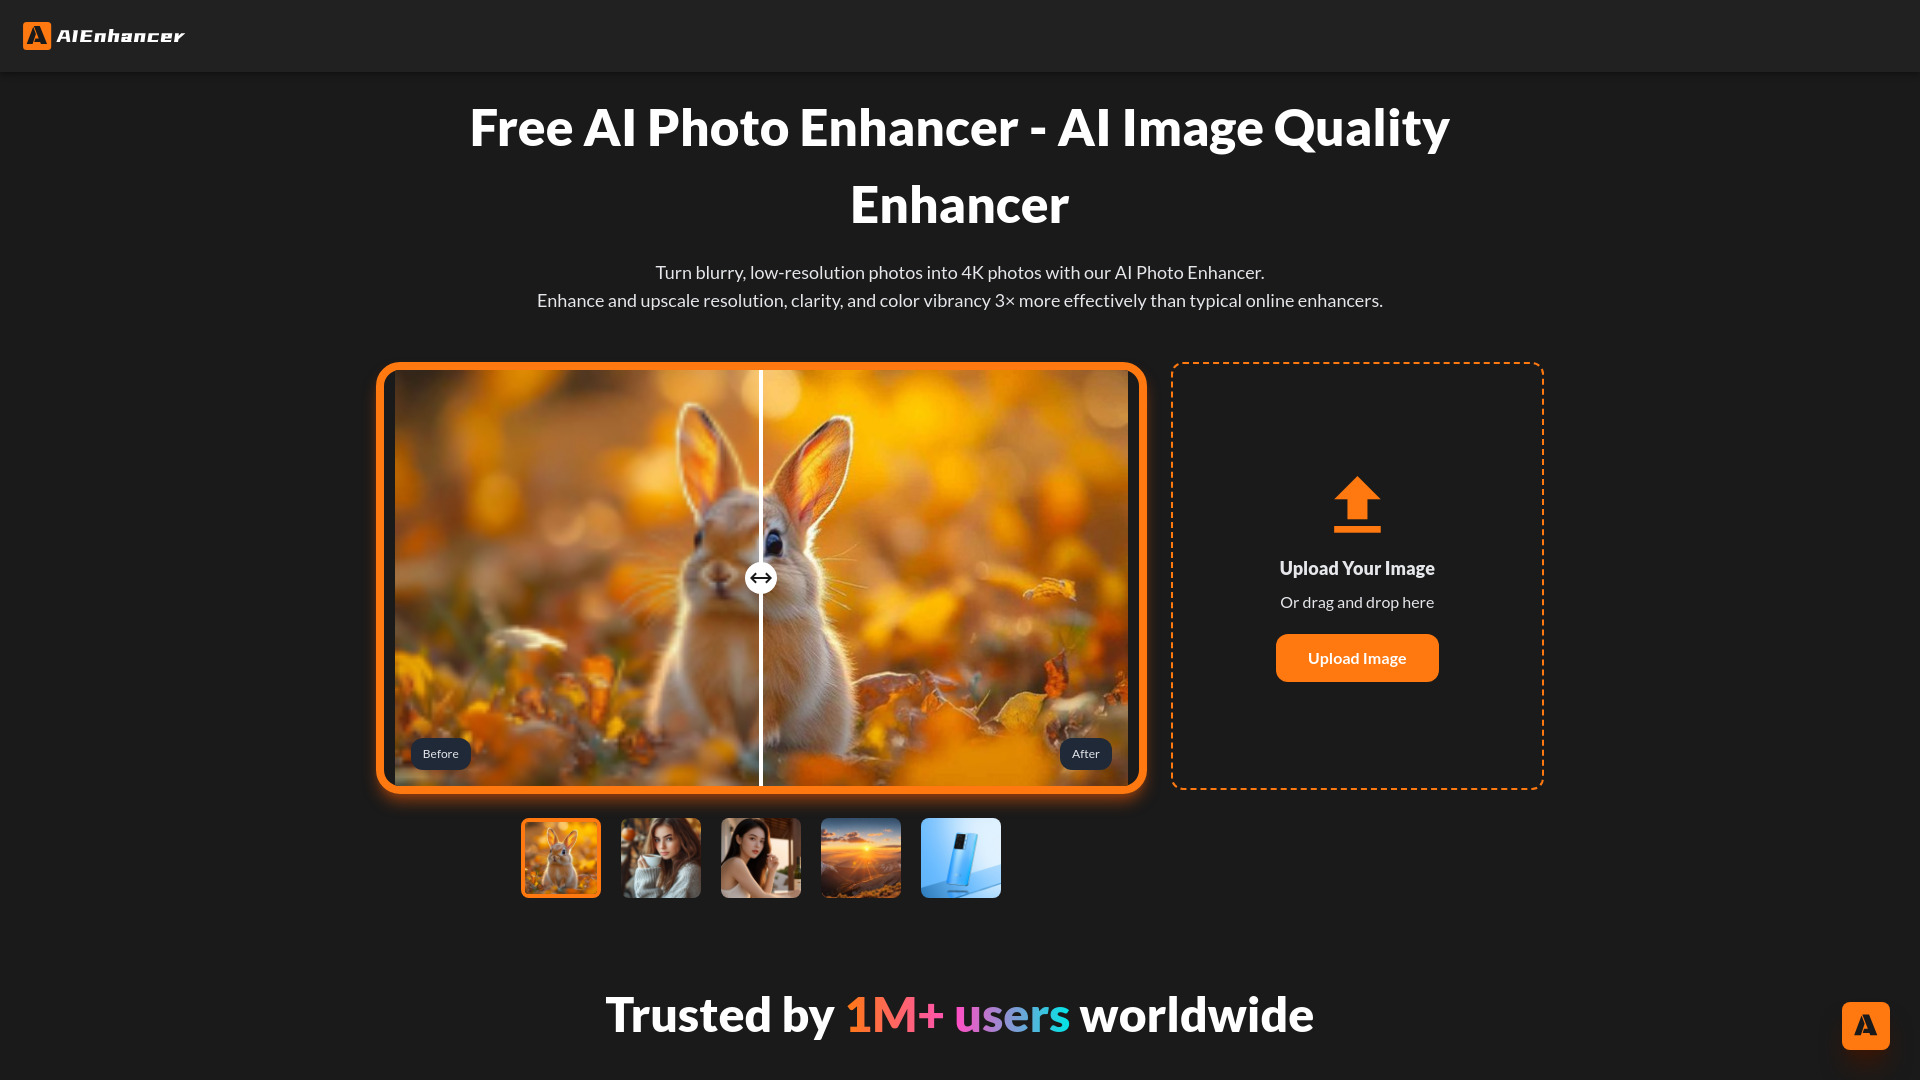 AIEnhancer
Free AI Photo Enhancer - AI Image Quality
Enhancer
Turn blurry, low-resolution photos into 4K photos with our AI Photo Enhancer.
Enhance and upscale resolution, clarity, and color vibrancy 3× more effectively than typical online enhancers.
Before
After
Upload Your Image
Or drag and drop here
Upload Image
Trusted by 1M+ users worldwide